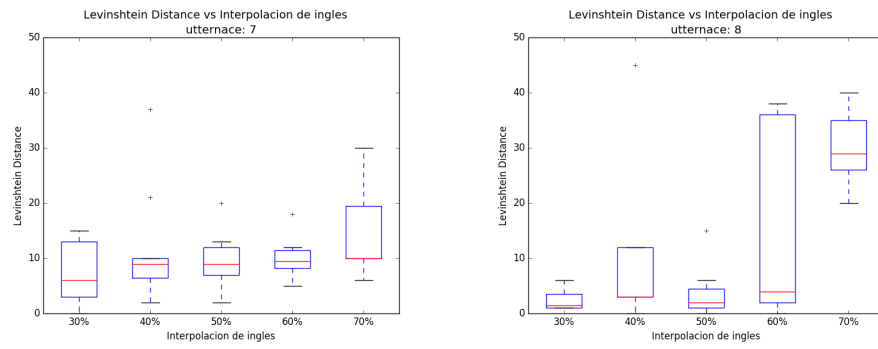 Levinshtein Distance vs Interpolacion de ingles
utternace: 7
50
40
30
20
10
0
Levinshtein Distance
30% 40% 50% 60% 70%
Interpolacion de ingles
Levinshtein Distance vs Interpolacion de ingles
utternace: 8
50
40
30
20
10
0
Levinshtein Distance
30% 40% 50% 60% 70%
Interpolacion de ingles